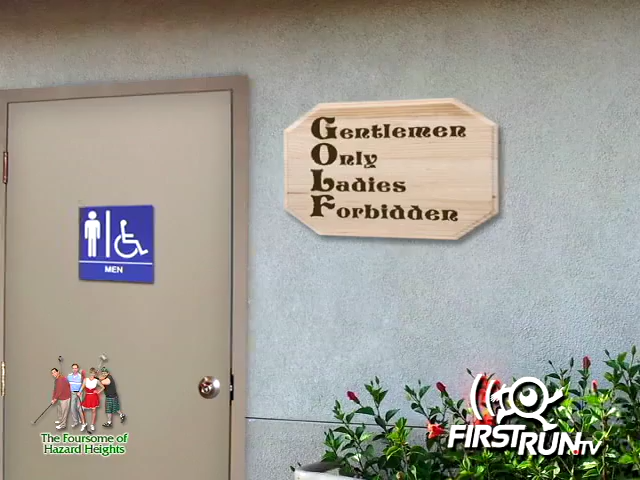 Gentlemen
Only
Ladies
Forbidden
MEN
The Foursome of
Hazard Heights
FIRSTRUN.TV